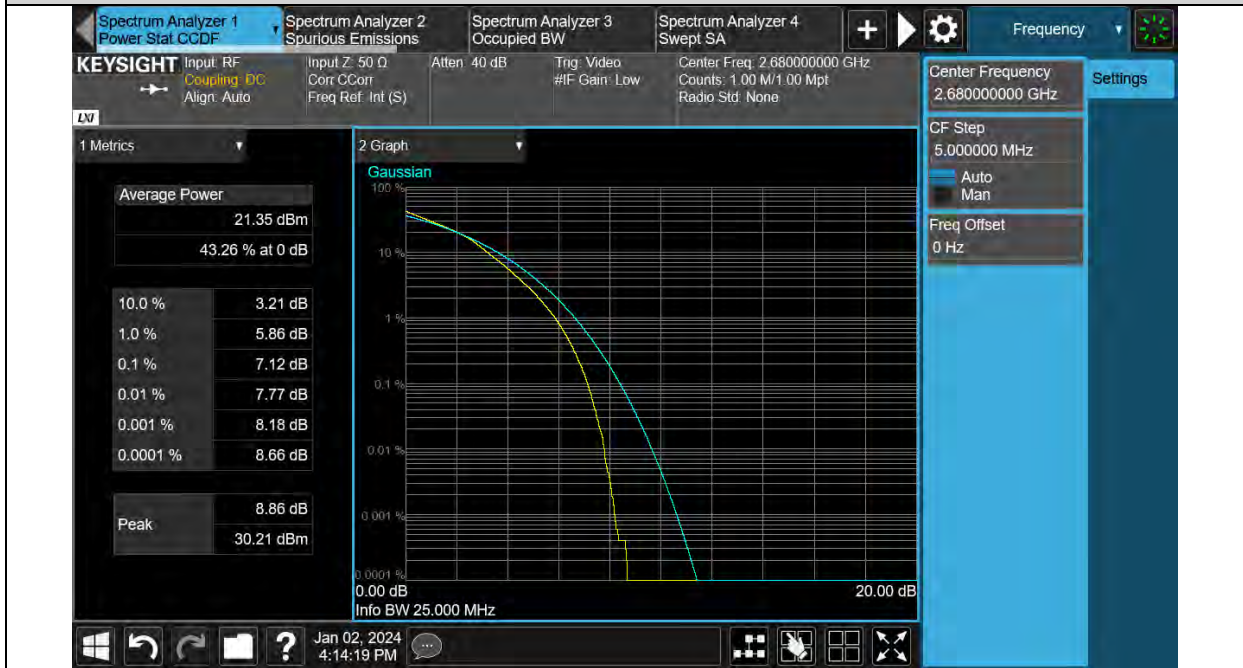 Spectrum Analyzer 1
Power Stat CCDF
Spectrum Analyzer 2
Spurious Emissions
Spectrum Analyzer 3
Occupied BW
Spectrum Analyzer 4
Swept SA
Frequency
KEYSIGHT
Input: RF
Coupling: DC
Align: Auto
Input Z: 50 Ω
Corr CCorr
Freq Ref: Int (S)
Atten: 40 dB
Trig: Video
#IF Gain: Low
Center Freq: 2.680000000 GHz
Counts: 1.00 M/1.00 Mpt
Radio Std: None
LXI
Center Frequency
2.680000000 GHz
Settings
CF Step
5.000000 MHz
Auto
Man
Freq Offset
0 Hz
1 Metrics
Average Power
21.35 dBm
43.26 % at 0 dB
10.0 % 3.21 dB
1.0 % 5.86 dB
0.1 % 7.12 dB
0.01 % 7.77 dB
0.001 % 8.18 dB
0.0001 % 8.66 dB
Peak
8.86 dB
30.21 dBm
2 Graph
Gaussian
100 %
10 %
1 %
0.1 %
0.01 %
0.001 %
0.0001 %
0.00 dB
20.00 dB
Info BW 25.000 MHz
Jan 02, 2024
4:14:19 PM